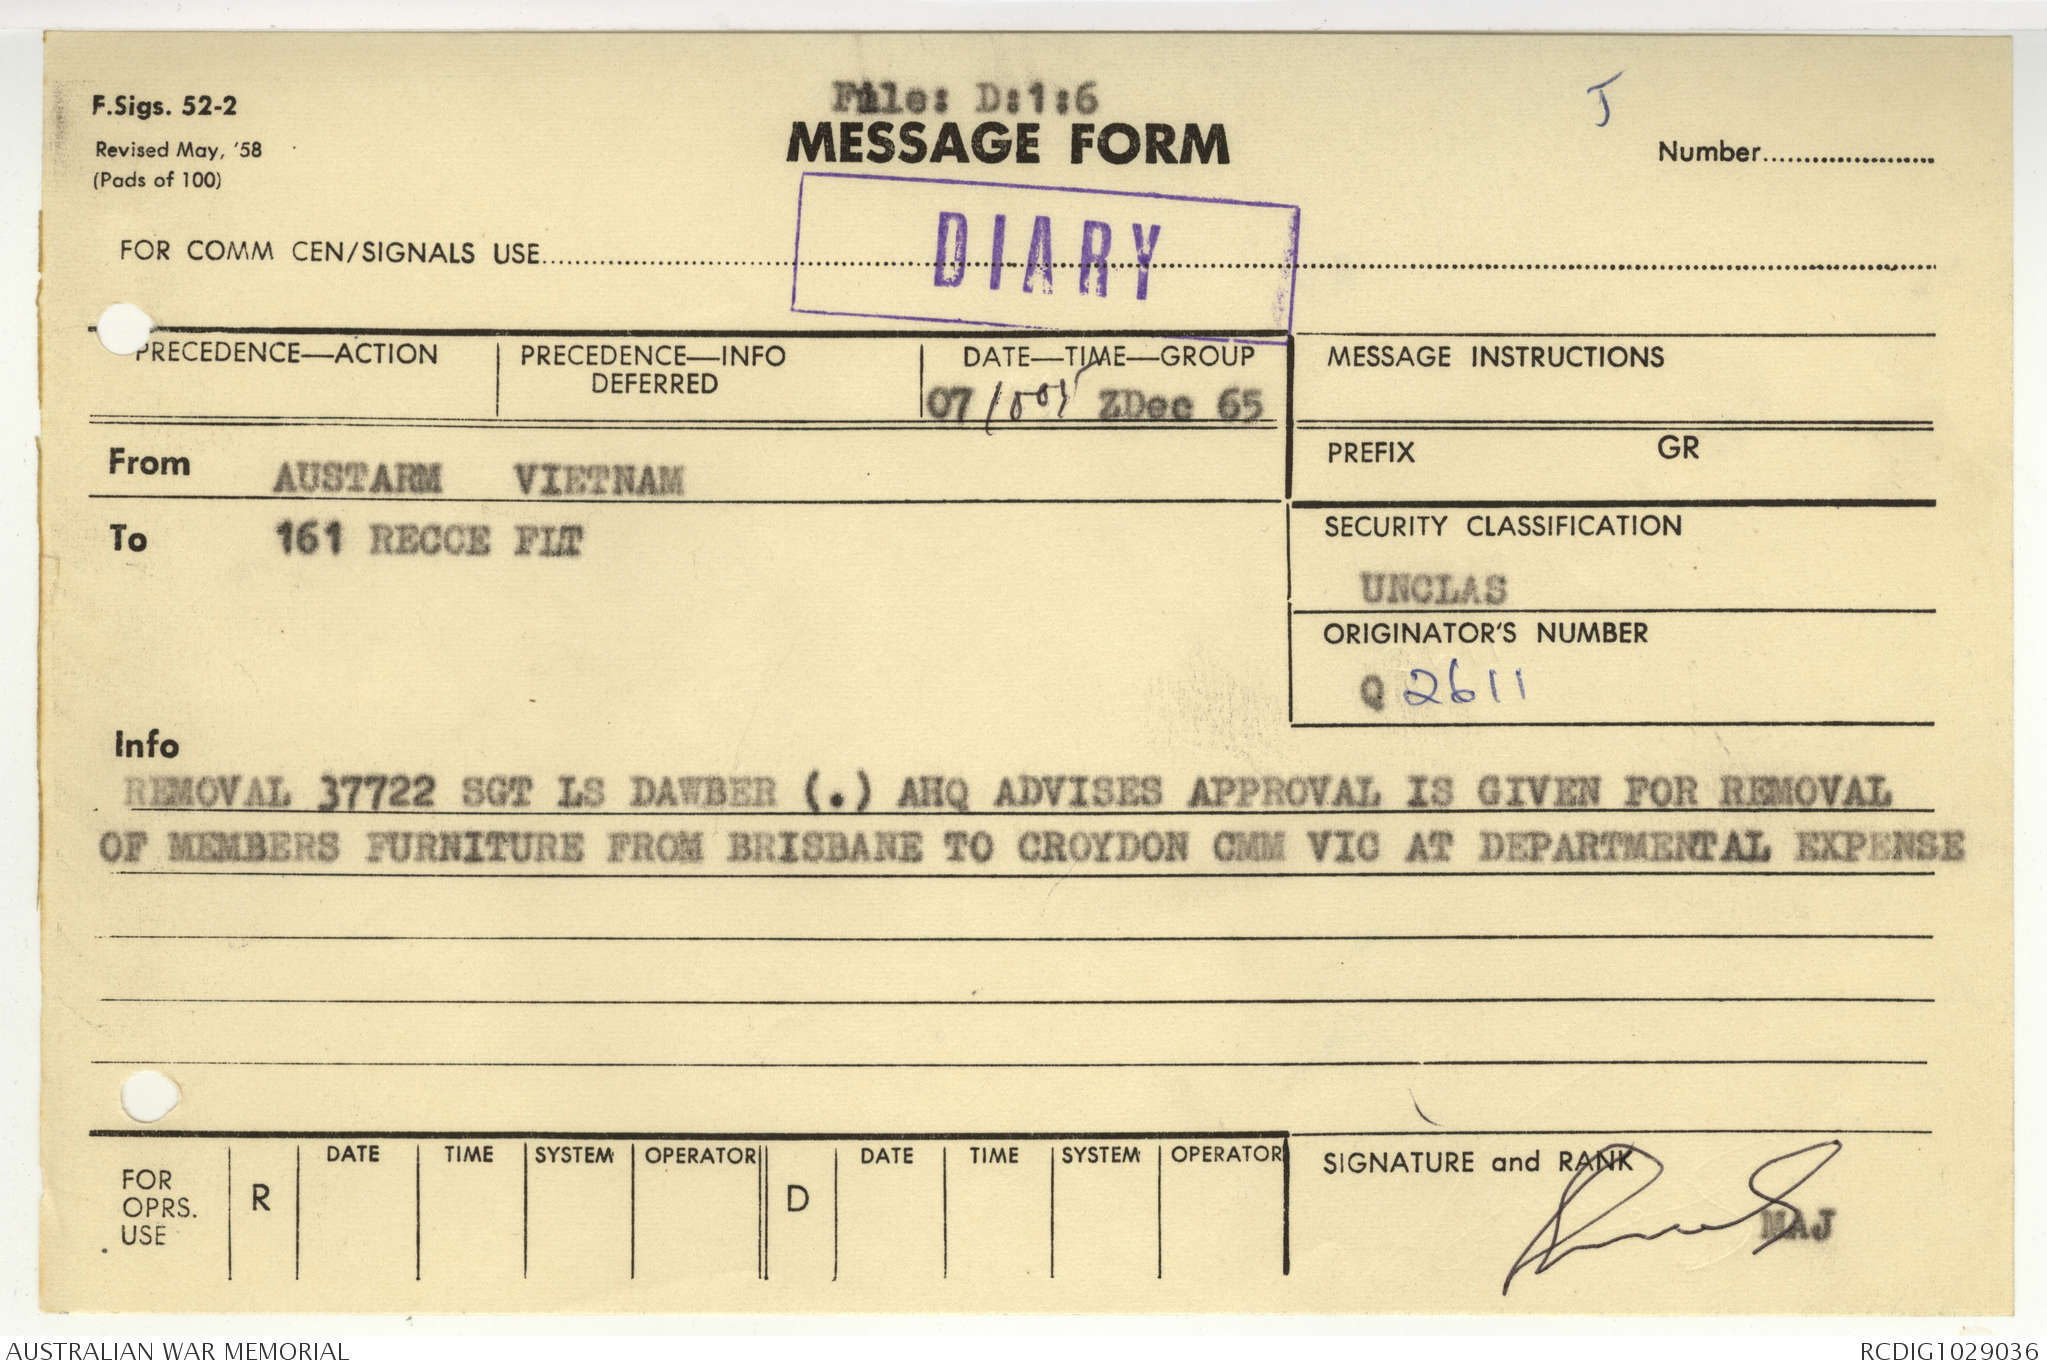 File: D:1:6
J
F.Sigs. 52-2
MESSAGE FORM
Revised May, '58
Number......................
(Pads of 100)
DIARY
FOR COMM CEN/SIGNALS USE......................
PRECEDENCE—ACTION
PRECEDENCE—INFO
DEFERRED
DATE—TIME—GROUP
07 1005 ZDec 65
MESSAGE INSTRUCTIONS
PREFIX GR
From AUSTARM VIETNAM
To 161 RECCE FLT
SECURITY CLASSIFICATION
UNCLAS
ORIGINATOR'S NUMBER
Q 2611
Info
REMOVAL 37722 SGT LS DAWBER (.) AHQ ADVISES APPROVAL IS GIVEN FOR REMOVAL
OF MEMBERS FURNITURE FROM BRISBANE TO CROYDON CMM VIC AT DEPARTMENTAL EXPENSE
FOR
OPRS.
USE
R
DATE TIME SYSTEM OPERATOR
D
DATE TIME SYSTEM OPERATOR
SIGNATURE and RANK
MAJ
AUSTRALIAN WAR MEMORIAL
RCDIG1029036